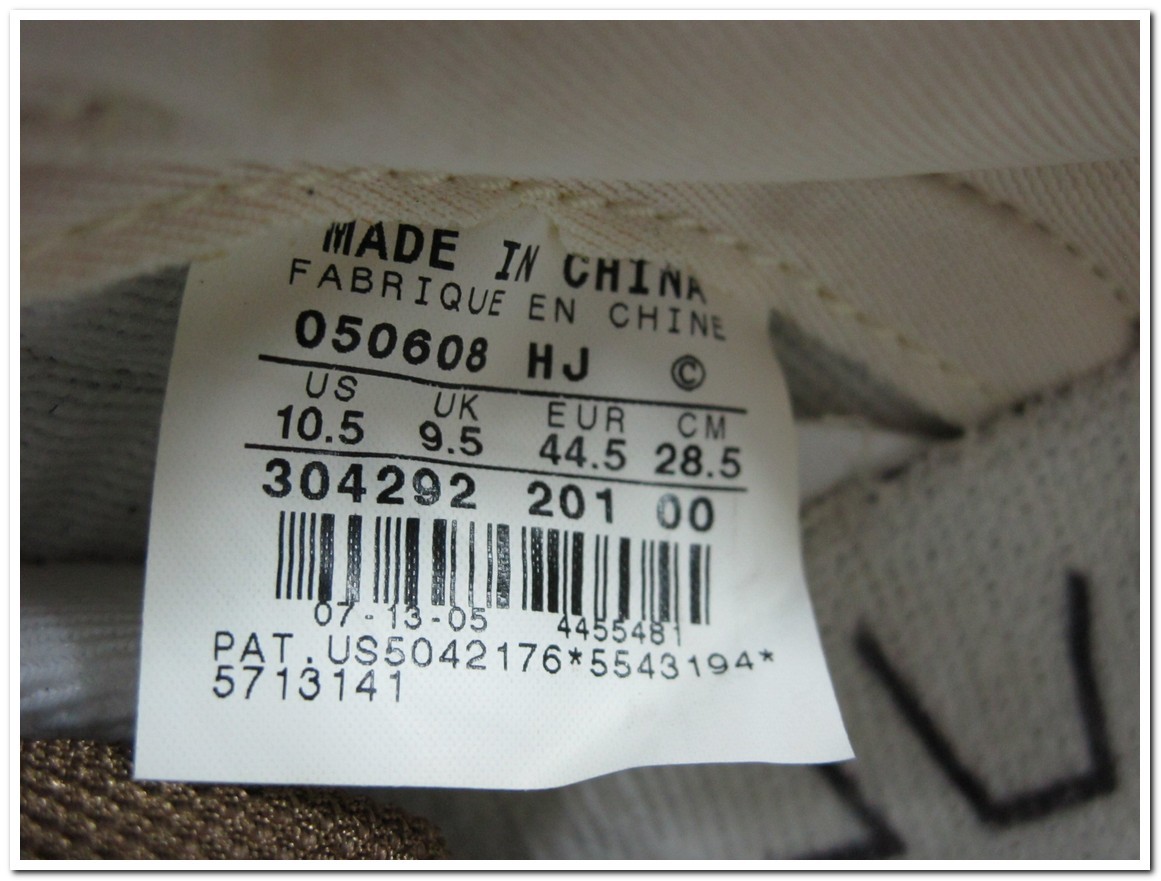 MADE IN CHINA
FABRIQUE EN CHINE
050608 HJ ©
US UK EUR CM
10.5 9.5 44.5 28.5
304292 201 00
07-13-05 4455481
PAT.US5042176*5543194*
5713141